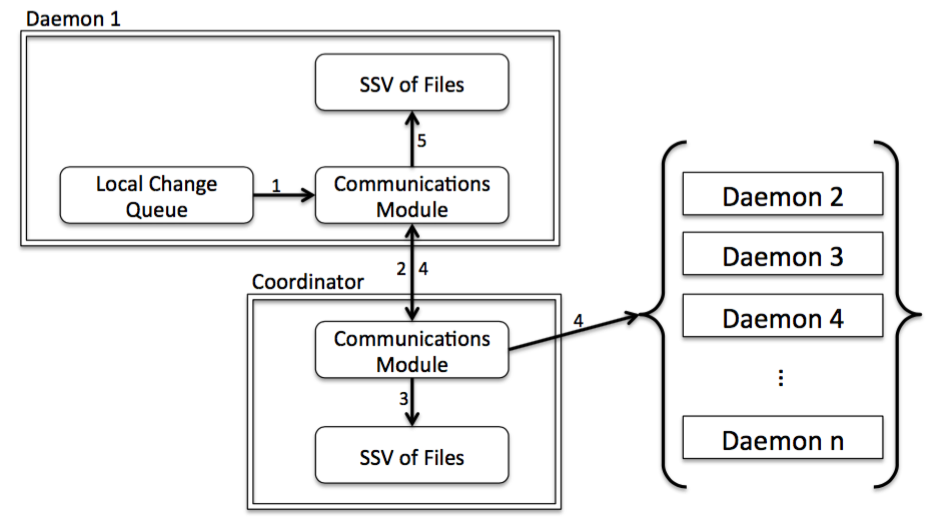 Daemon 1
SSV of Files
5
Local Change
Queue
1
Communications
Module
2 4
Coordinator
Communications
Module
4
3
SSV of Files
Daemon 2
Daemon 3
Daemon 4
...
Daemon n